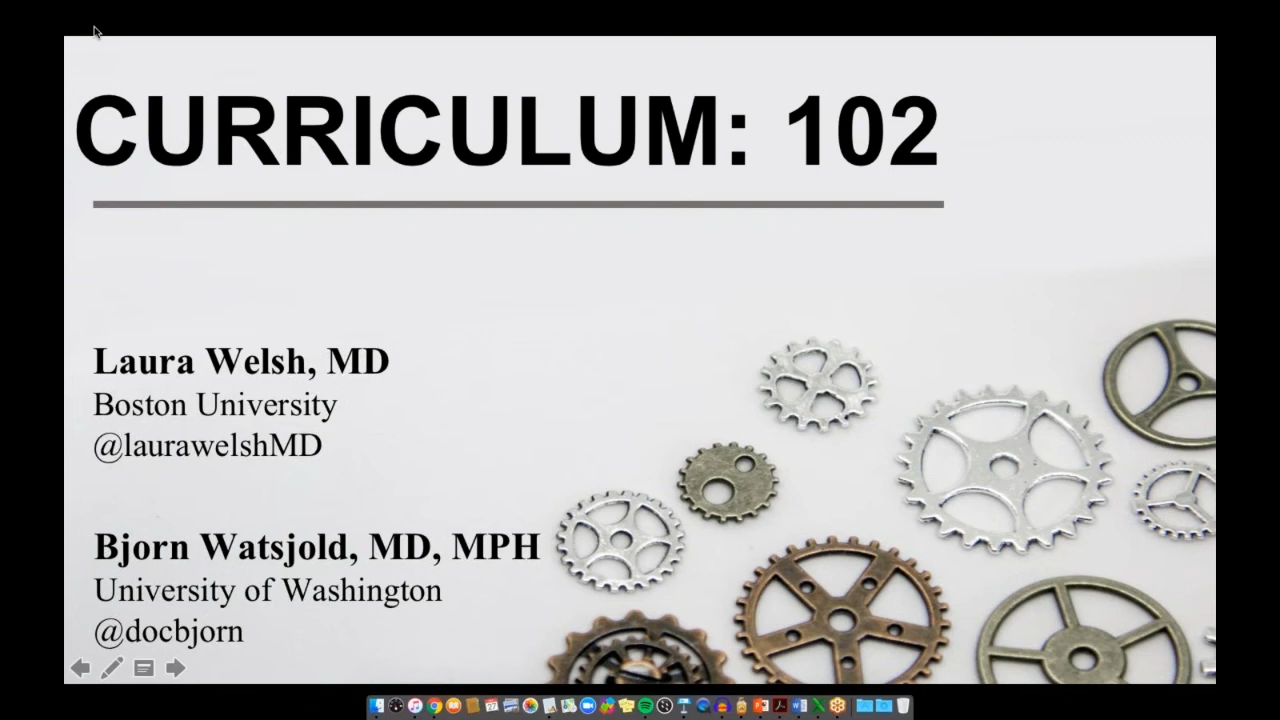 CURRICULUM: 102
Laura Welsh, MD
Boston University
@laurawelshMD
Bjorn Watsjold, MD, MPH
University of Washington
@docbjorn